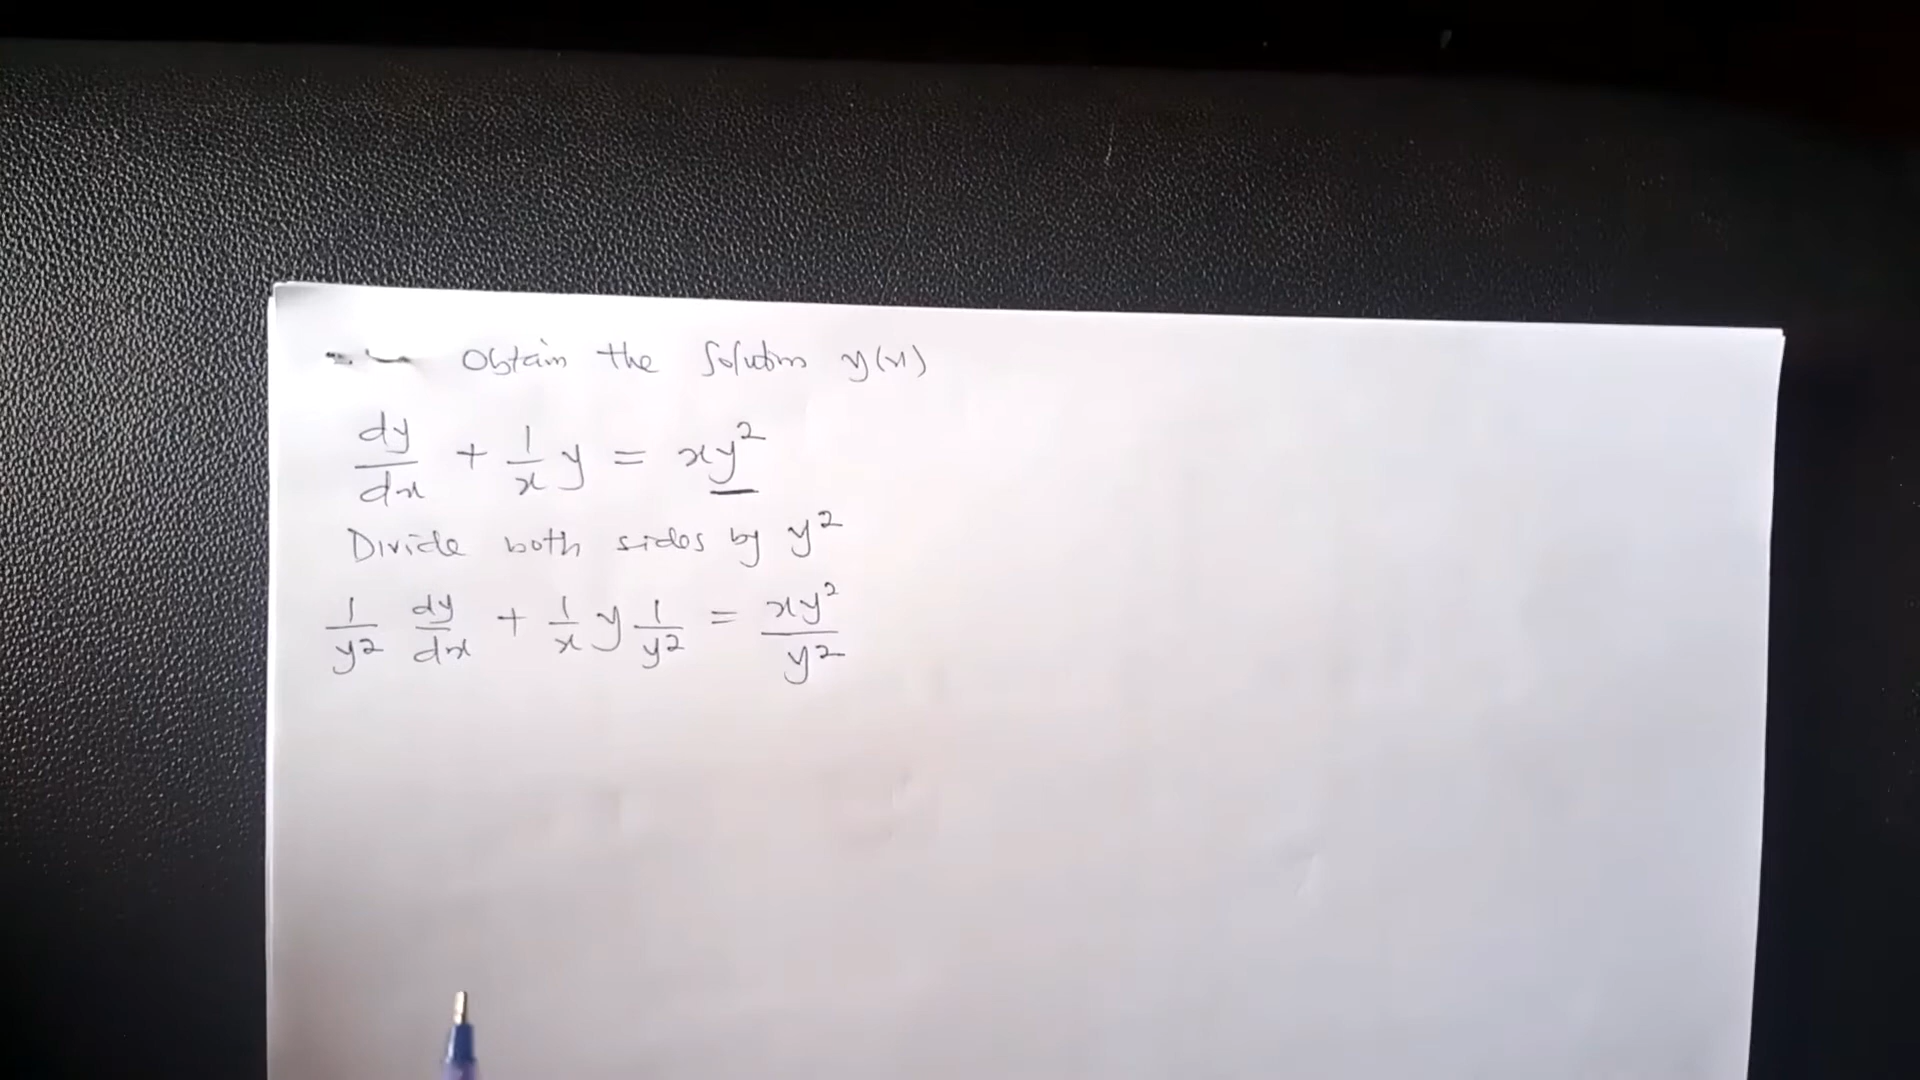 Obtain the Solution y(x)
dy/dx + 1/x y = xy²
Divide both sides by y²
1/y² dy/dx + 1/x y 1/y² = xy²/y²